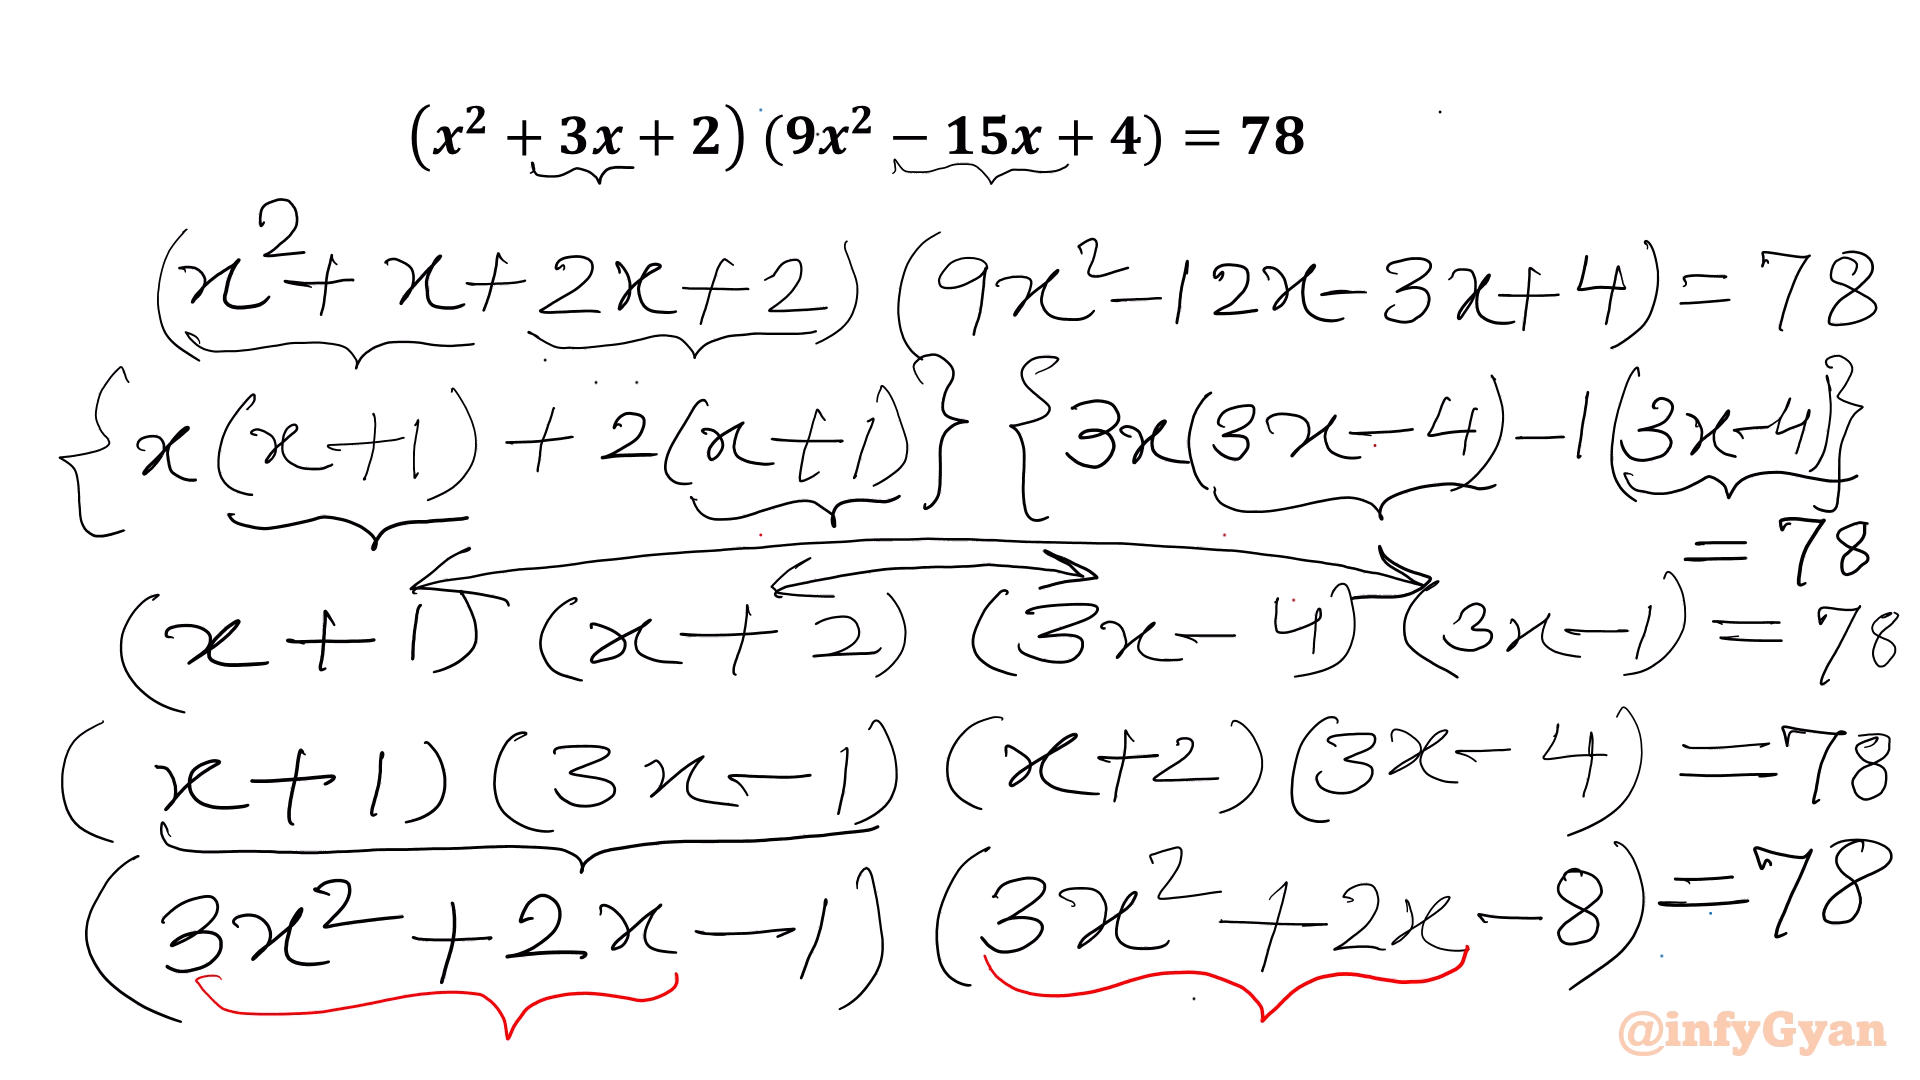 (x² + 3x + 2) (9x² − 15x + 4) = 78
(x² + x + 2x + 2) (9x² − 12x − 3x + 4) = 78
{x(x+1) + 2(x+1)} {3x(3x−4) − 1(3x−4)}
= 78
(x + 1) (x + 2) (3x − 4) (3x − 1) = 78
(x + 1) (3x − 1) (x + 2) (3x − 4) = 78
(3x² + 2x − 1) (3x² + 2x − 8) = 78
@infyGyan